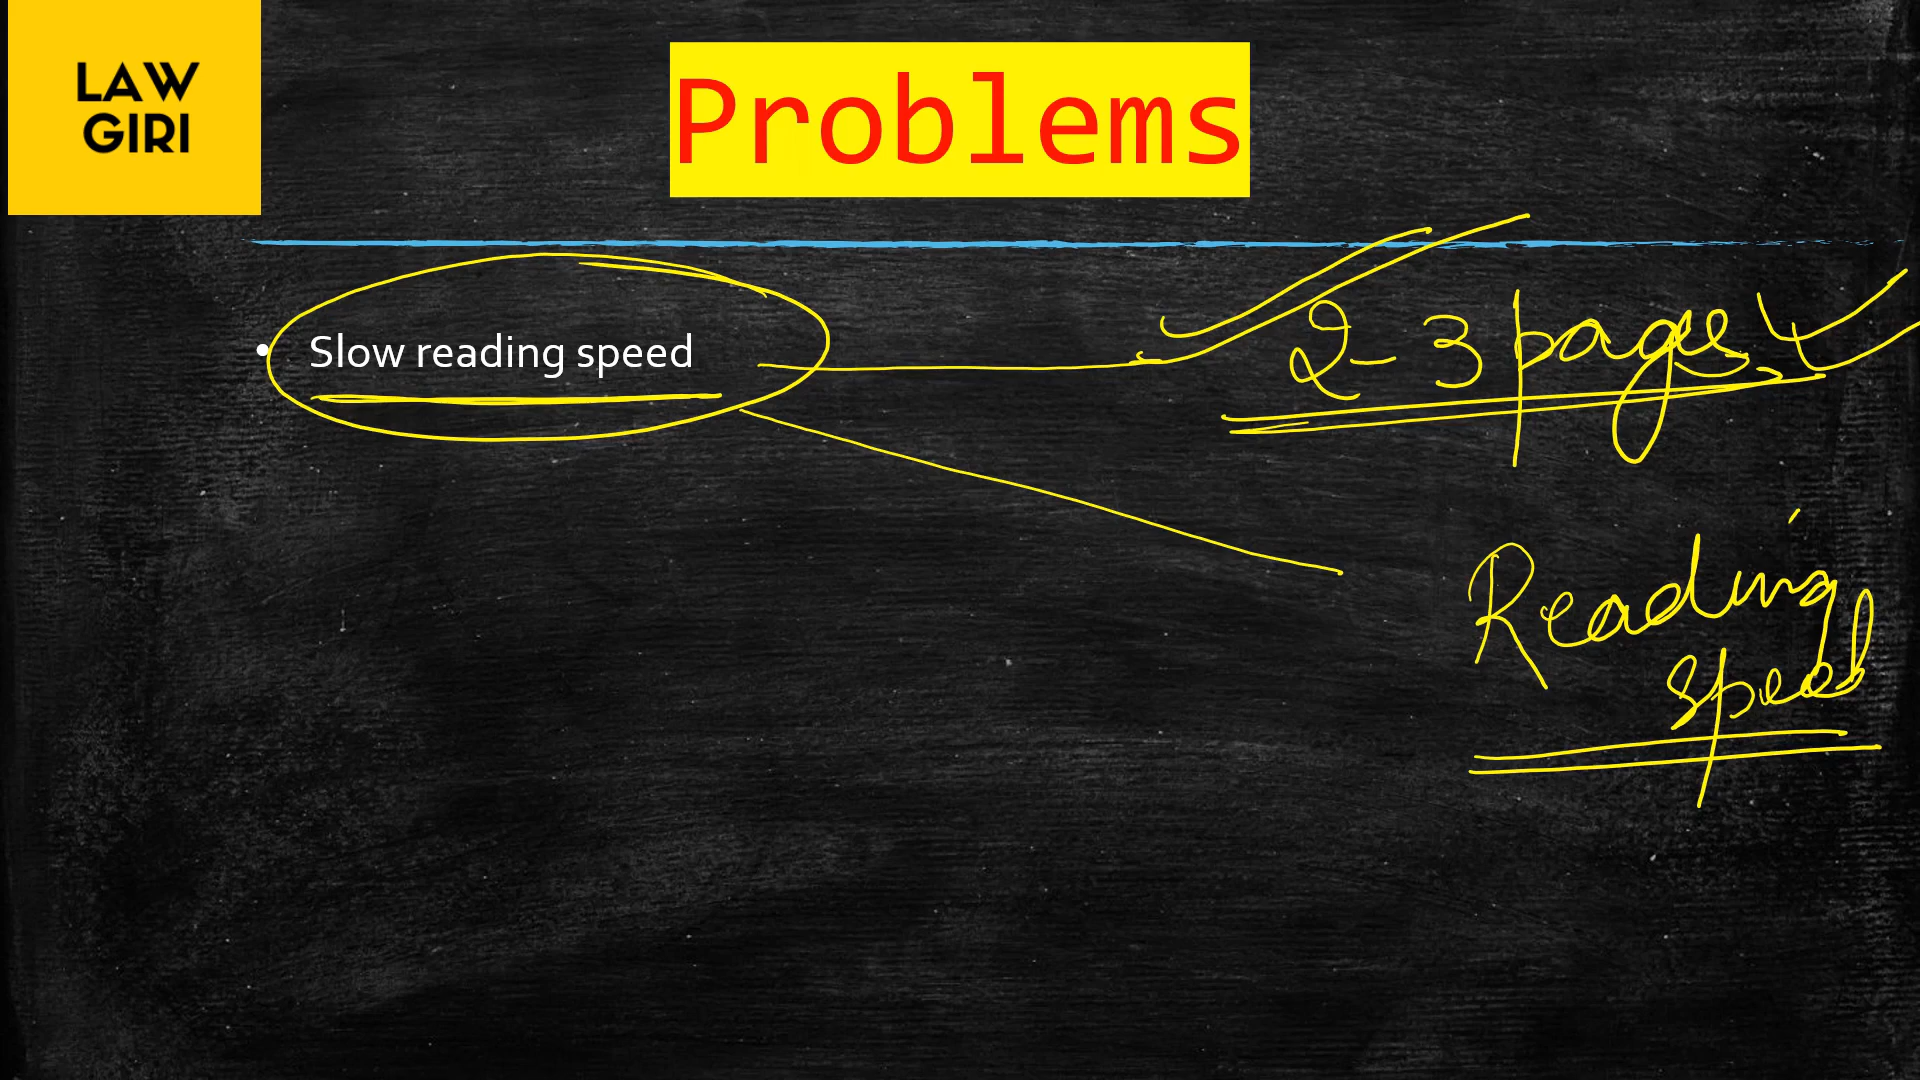 LAW
GIRI
Problems
• Slow reading speed
2-3 pages
Reading
speed